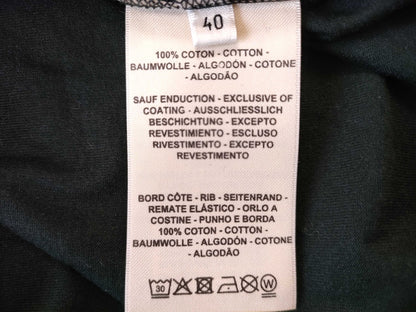 40
100% COTON - COTTON -
BAUMWOLLE - ALGODÓN - COTONE
- ALGODÃO
SAUF ENDUCTION - EXCLUSIVE OF
COATING - AUSSCHLIESSLICH
BESCHICHTUNG - EXCEPTO
REVESTIMIENTO - ESCLUSO
RIVESTIMENTO - EXCEPTO
REVESTIMENTO
BORD CÔTE - RIB - SEITENRAND -
REMATE ELÁSTICO - ORLO A
COSTINE - PUNHO E BORDA
100% COTON - COTTON -
BAUMWOLLE - ALGODÓN - COTONE
- ALGODÃO
30 W